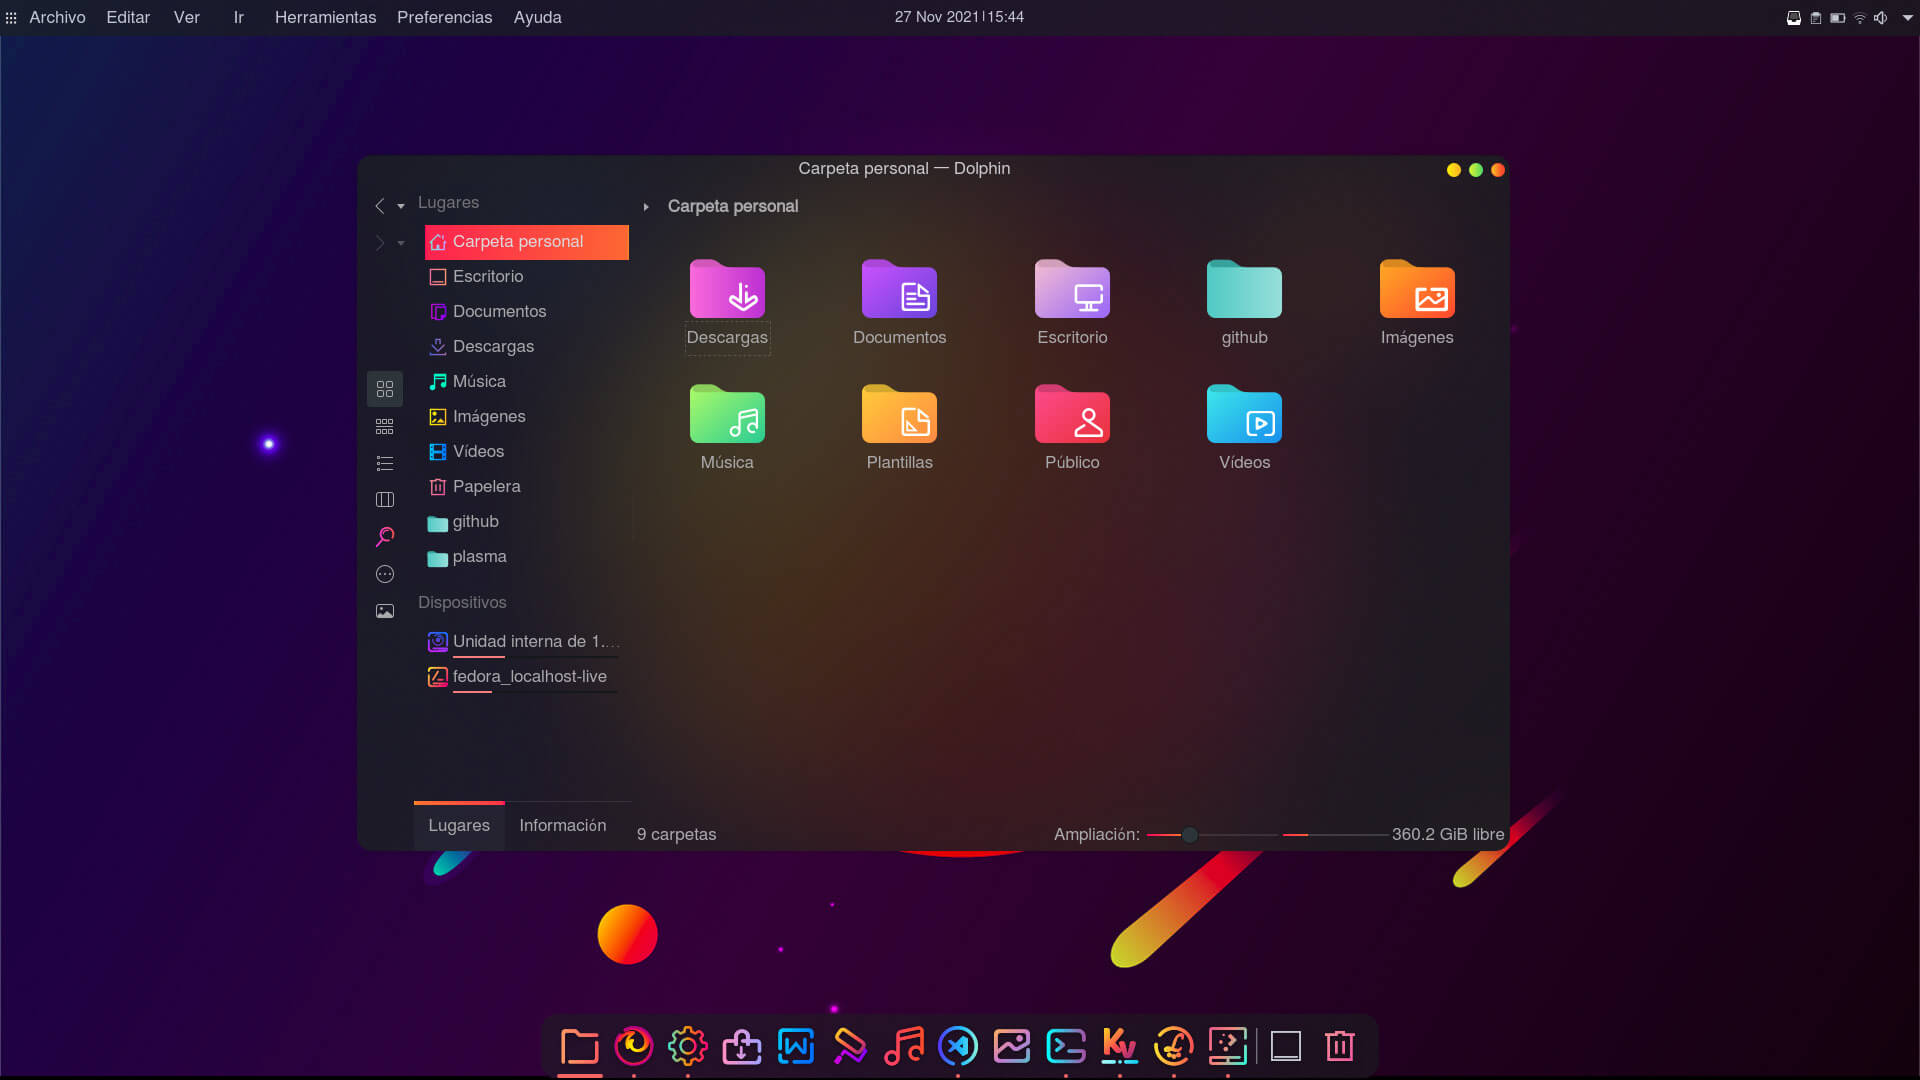 Archivo Editar Ver Ir Herramientas Preferencias Ayuda
27 Nov 2021|15:44
Carpeta personal — Dolphin
Lugares
Carpeta personal
Carpeta personal
Escritorio
Documentos
Descargas
Música
Imágenes
Vídeos
Papelera
github
plasma
Dispositivos
Unidad interna de 1....
fedora_localhost-live
Descargas Documentos Escritorio github Imágenes
Música Plantillas Público Vídeos
Lugares Información
9 carpetas
Ampliación:
360.2 GiB libre